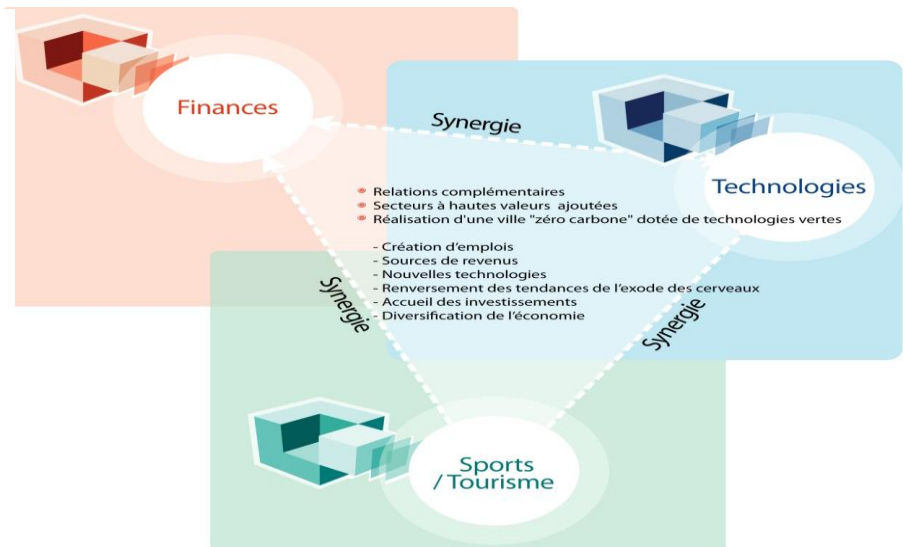 Finances
Synergie
Technologies
Relations complémentaires
Secteurs à hautes valeurs ajoutées
Réalisation d'une ville "zéro carbone" dotée de technologies vertes
- Création d'emplois
- Sources de revenus
- Nouvelles technologies
- Renversement des tendances de l'exode des cerveaux
- Accueil des investissements
- Diversification de l'économie
Synergie
Synergie
Sports
/ Tourisme